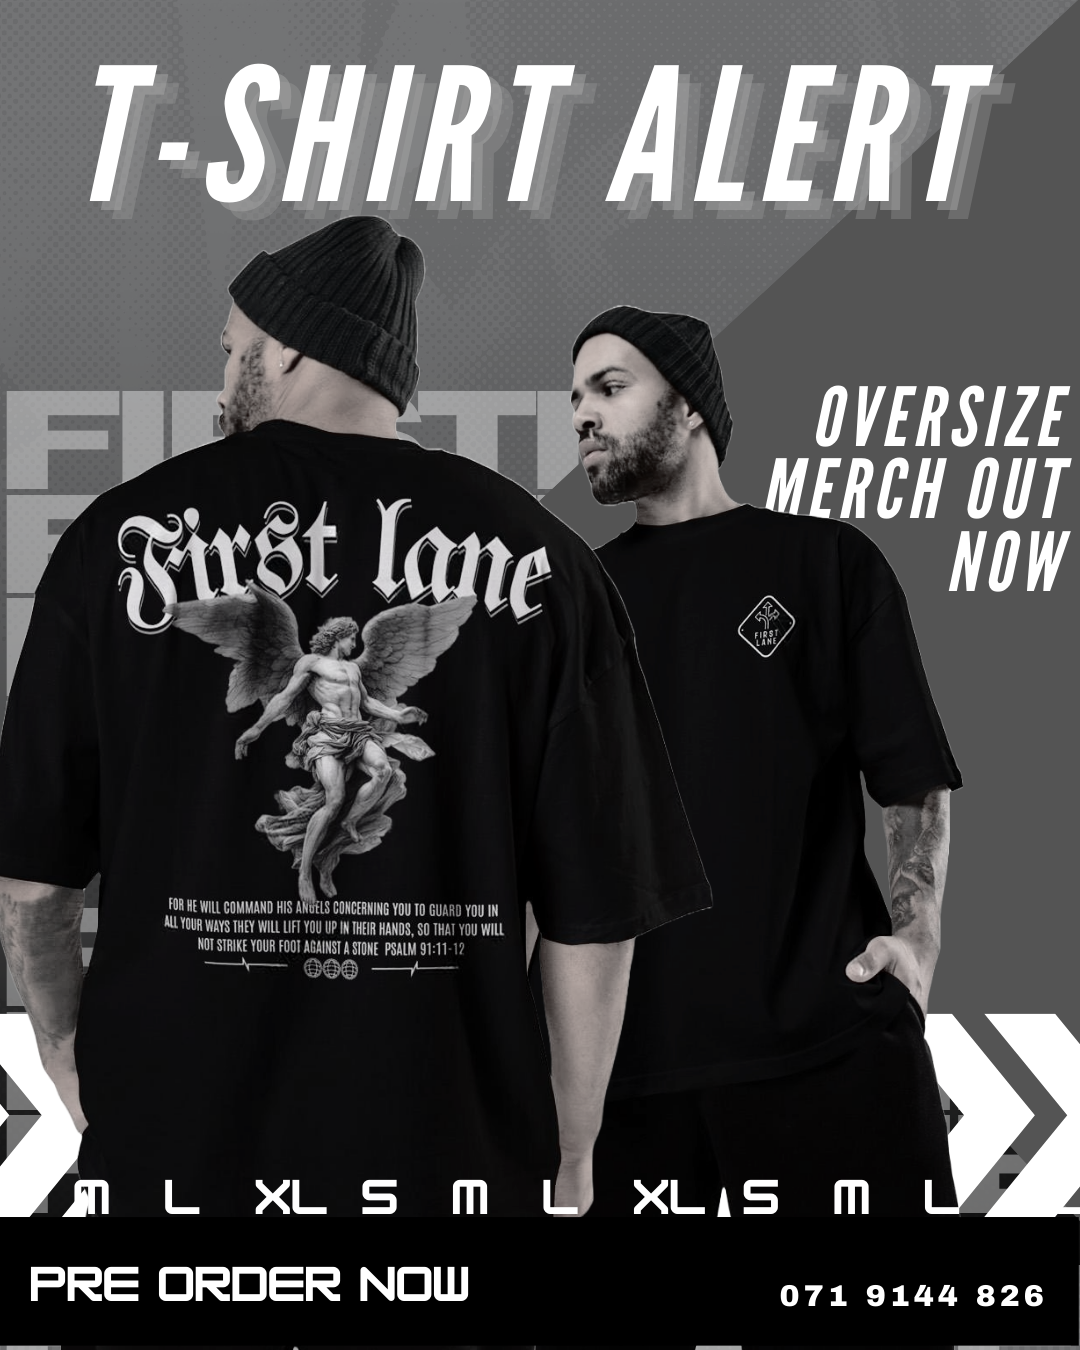 T-SHIRT ALERT
OVERSIZE
MERCH OUT
NOW
First lane
FIRST
LANE
FOR HE WILL COMMAND HIS ANGELS CONCERNING YOU TO GUARD YOU IN
ALL YOUR WAYS THEY WILL LIFT YOU UP IN THEIR HANDS, SO THAT YOU WILL
NOT STRIKE YOUR FOOT AGAINST A STONE PSALM 91:11-12
M L XL S M L XL S M L
PRE ORDER NOW
071 9144 826